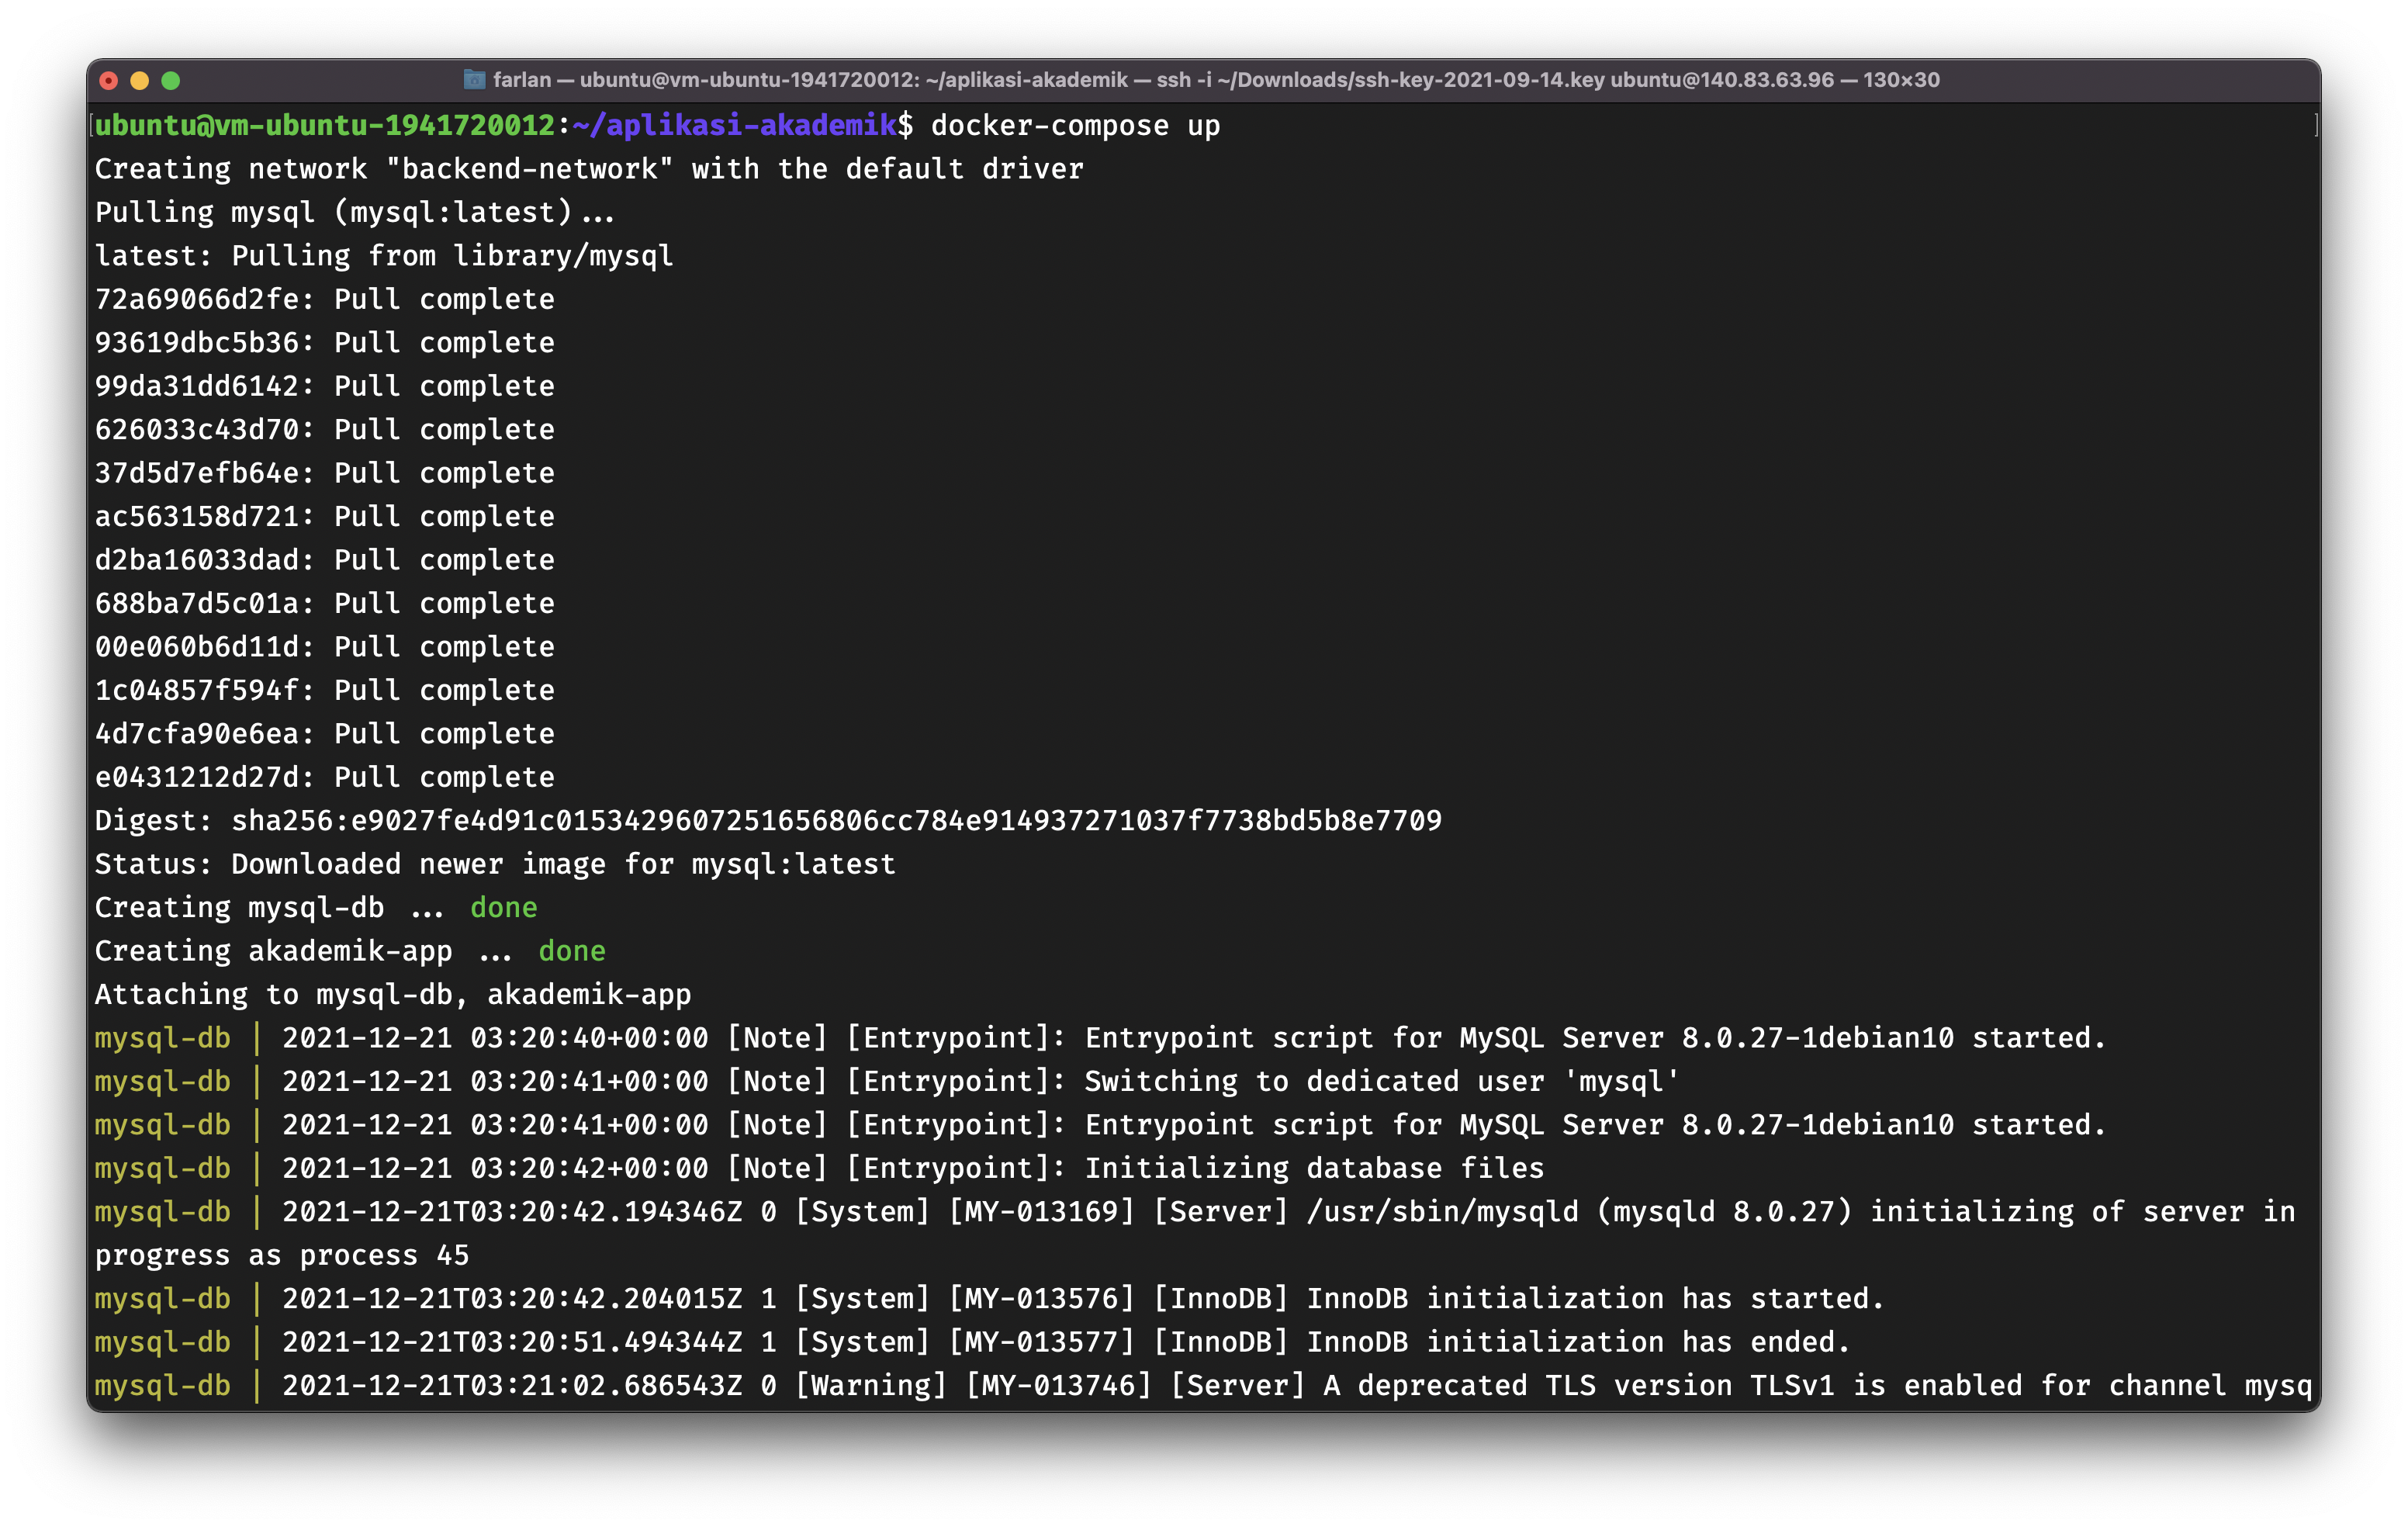 farlan — ubuntu@vm-ubuntu-1941720012: ~/aplikasi-akademik — ssh -i ~/Downloads/ssh-key-2021-09-14.key ubuntu@140.83.63.96 — 130×30
[ubuntu@vm-ubuntu-1941720012:~/aplikasi-akademik$ docker-compose up ]
Creating network "backend-network" with the default driver
Pulling mysql (mysql:latest)...
latest: Pulling from library/mysql
72a69066d2fe: Pull complete
93619dbc5b36: Pull complete
99da31dd6142: Pull complete
626033c43d70: Pull complete
37d5d7efb64e: Pull complete
ac563158d721: Pull complete
d2ba16033dad: Pull complete
688ba7d5c01a: Pull complete
00e060b6d11d: Pull complete
1c04857f594f: Pull complete
4d7cfa90e6ea: Pull complete
e0431212d27d: Pull complete
Digest: sha256:e9027fe4d91c0153429607251656806cc784e914937271037f7738bd5b8e7709
Status: Downloaded newer image for mysql:latest
Creating mysql-db ... done
Creating akademik-app ... done
Attaching to mysql-db, akademik-app
mysql-db | 2021-12-21 03:20:40+00:00 [Note] [Entrypoint]: Entrypoint script for MySQL Server 8.0.27-1debian10 started.
mysql-db | 2021-12-21 03:20:41+00:00 [Note] [Entrypoint]: Switching to dedicated user 'mysql'
mysql-db | 2021-12-21 03:20:41+00:00 [Note] [Entrypoint]: Entrypoint script for MySQL Server 8.0.27-1debian10 started.
mysql-db | 2021-12-21 03:20:42+00:00 [Note] [Entrypoint]: Initializing database files
mysql-db | 2021-12-21T03:20:42.194346Z 0 [System] [MY-013169] [Server] /usr/sbin/mysqld (mysqld 8.0.27) initializing of server in
progress as process 45
mysql-db | 2021-12-21T03:20:42.204015Z 1 [System] [MY-013576] [InnoDB] InnoDB initialization has started.
mysql-db | 2021-12-21T03:20:51.494344Z 1 [System] [MY-013577] [InnoDB] InnoDB initialization has ended.
mysql-db | 2021-12-21T03:21:02.686543Z 0 [Warning] [MY-013746] [Server] A deprecated TLS version TLSv1 is enabled for channel mysq